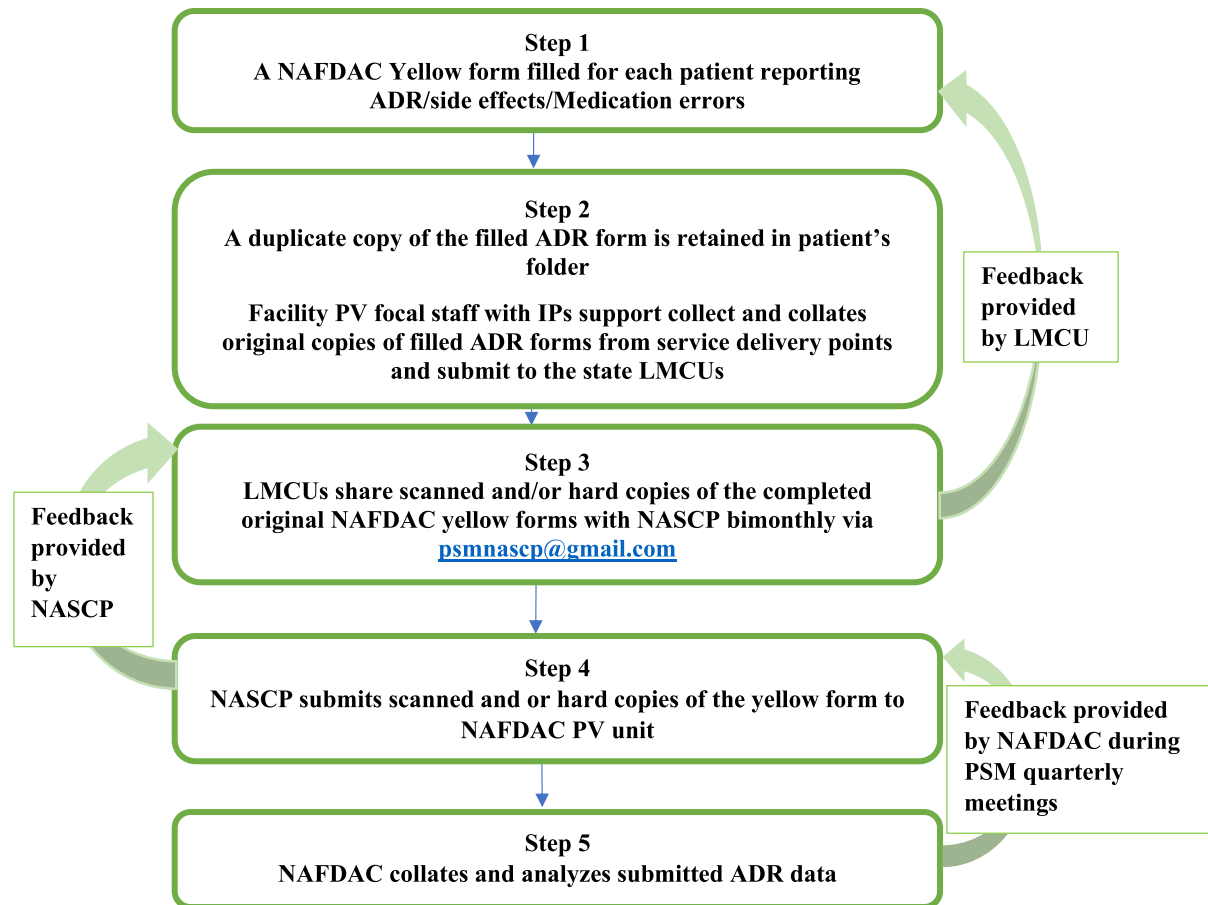 Step 1
A NAFDAC Yellow form filled for each patient reporting
ADR/side effects/Medication errors
Step 2
A duplicate copy of the filled ADR form is retained in patient’s
folder
Facility PV focal staff with IPs support collect and collates
original copies of filled ADR forms from service delivery points
and submit to the state LMCUs
Feedback
provided
by LMCU
Step 3
LMCUs share scanned and/or hard copies of the completed
original NAFDAC yellow forms with NASCP bimonthly via
psmnascp@gmail.com
Feedback
provided
by
NASCP
Step 4
NASCP submits scanned and or hard copies of the yellow form to
NAFDAC PV unit
Feedback provided
by NAFDAC during
PSM quarterly
meetings
Step 5
NAFDAC collates and analyzes submitted ADR data